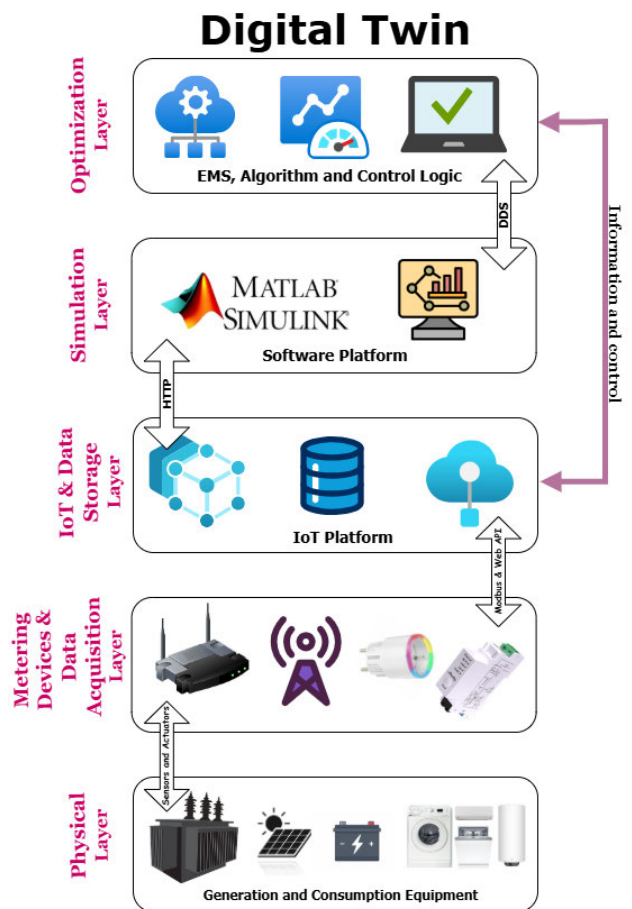 Digital Twin
Optimization
Layer
EMS, Algorithm and Control Logic
DDS
Information and control
Simulation
Layer
MATLAB®
SIMULINK®
Software Platform
HTTP
IoT & Data
Storage
Layer
IoT Platform
Modbus & Web API
Metering
Devices &
Data
Acquisition
Layer
Sensors and Actuators
Physical
Layer
Generation and Consumption Equipment